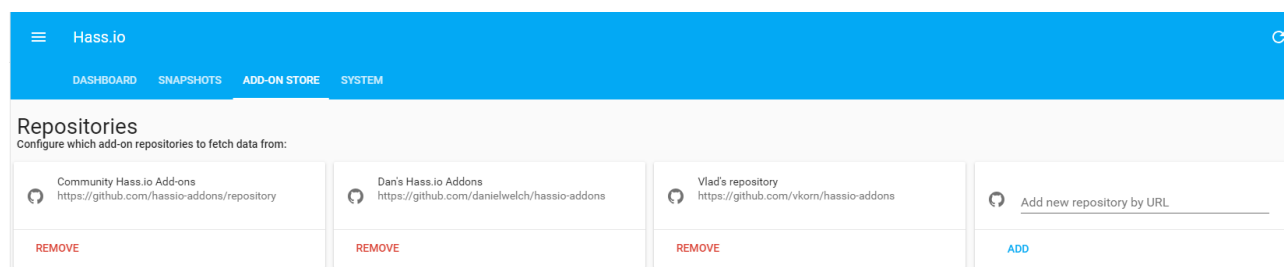 Hass.io
DASHBOARD SNAPSHOTS ADD-ON STORE SYSTEM
Repositories
Configure which add-on repositories to fetch data from:
Community Hass.io Add-ons
https://github.com/hassio-addons/repository
REMOVE
Dan's Hass.io Addons
https://github.com/danielwelch/hassio-addons
REMOVE
Vlad's repository
https://github.com/vkorn/hassio-addons
REMOVE
Add new repository by URL
ADD